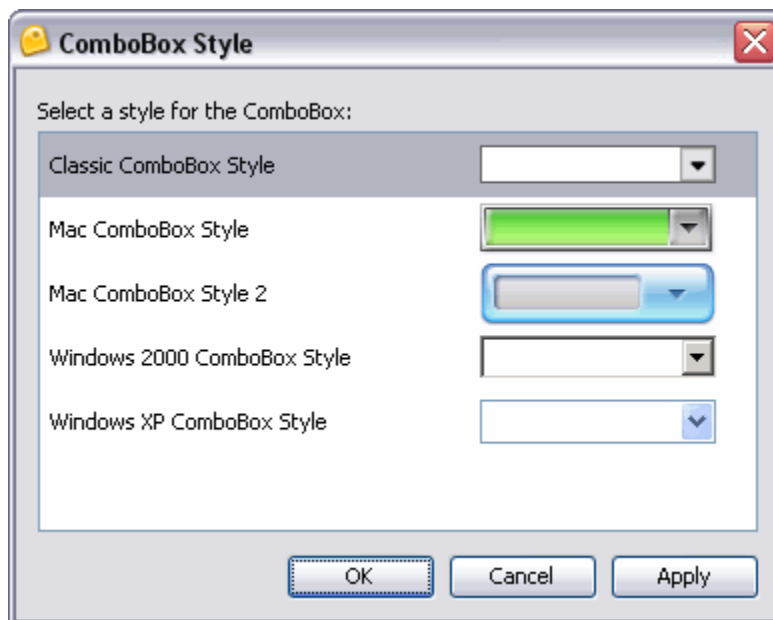 ComboBox Style
Select a style for the ComboBox:
Classic ComboBox Style
Mac ComboBox Style
Mac ComboBox Style 2
Windows 2000 ComboBox Style
Windows XP ComboBox Style
OK Cancel Apply